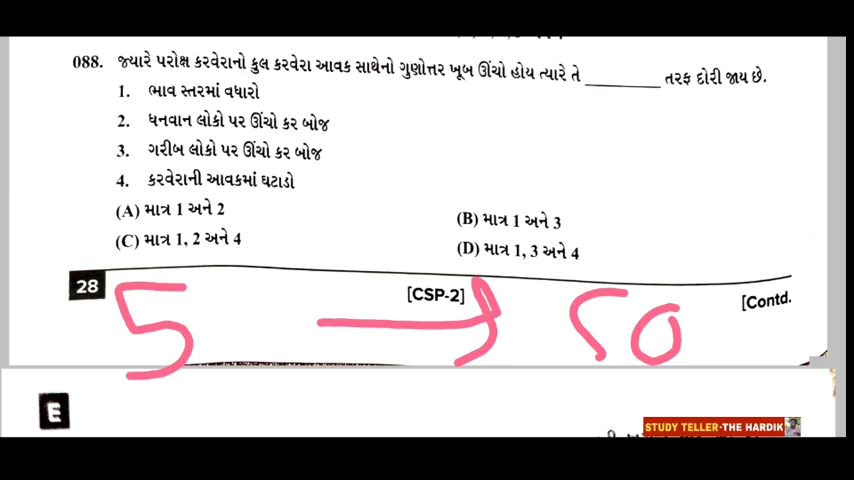 088. જ્યારે પરોક્ષ કરવેરાનો કુલ કરવેરા આવક સાથેનો ગુણોત્તર ખૂબ ઊંચો હોય ત્યારે તે ________ તરફ દોરી જાય છે.
1. ભાવ સ્તરમાં વધારો
2. ધનવાન લોકો પર ઊંચો કર બોજ
3. ગરીબ લોકો પર ઊંચો કર બોજ
4. કરવેરાની આવકમાં ઘટાડો
(A) માત્ર 1 અને 2
(B) માત્ર 1 અને 3
(C) માત્ર 1, 2 અને 4
(D) માત્ર 1, 3 અને 4
28 [CSP-2] [Contd.
5
E
STUDY TELLER-THE HARDIK